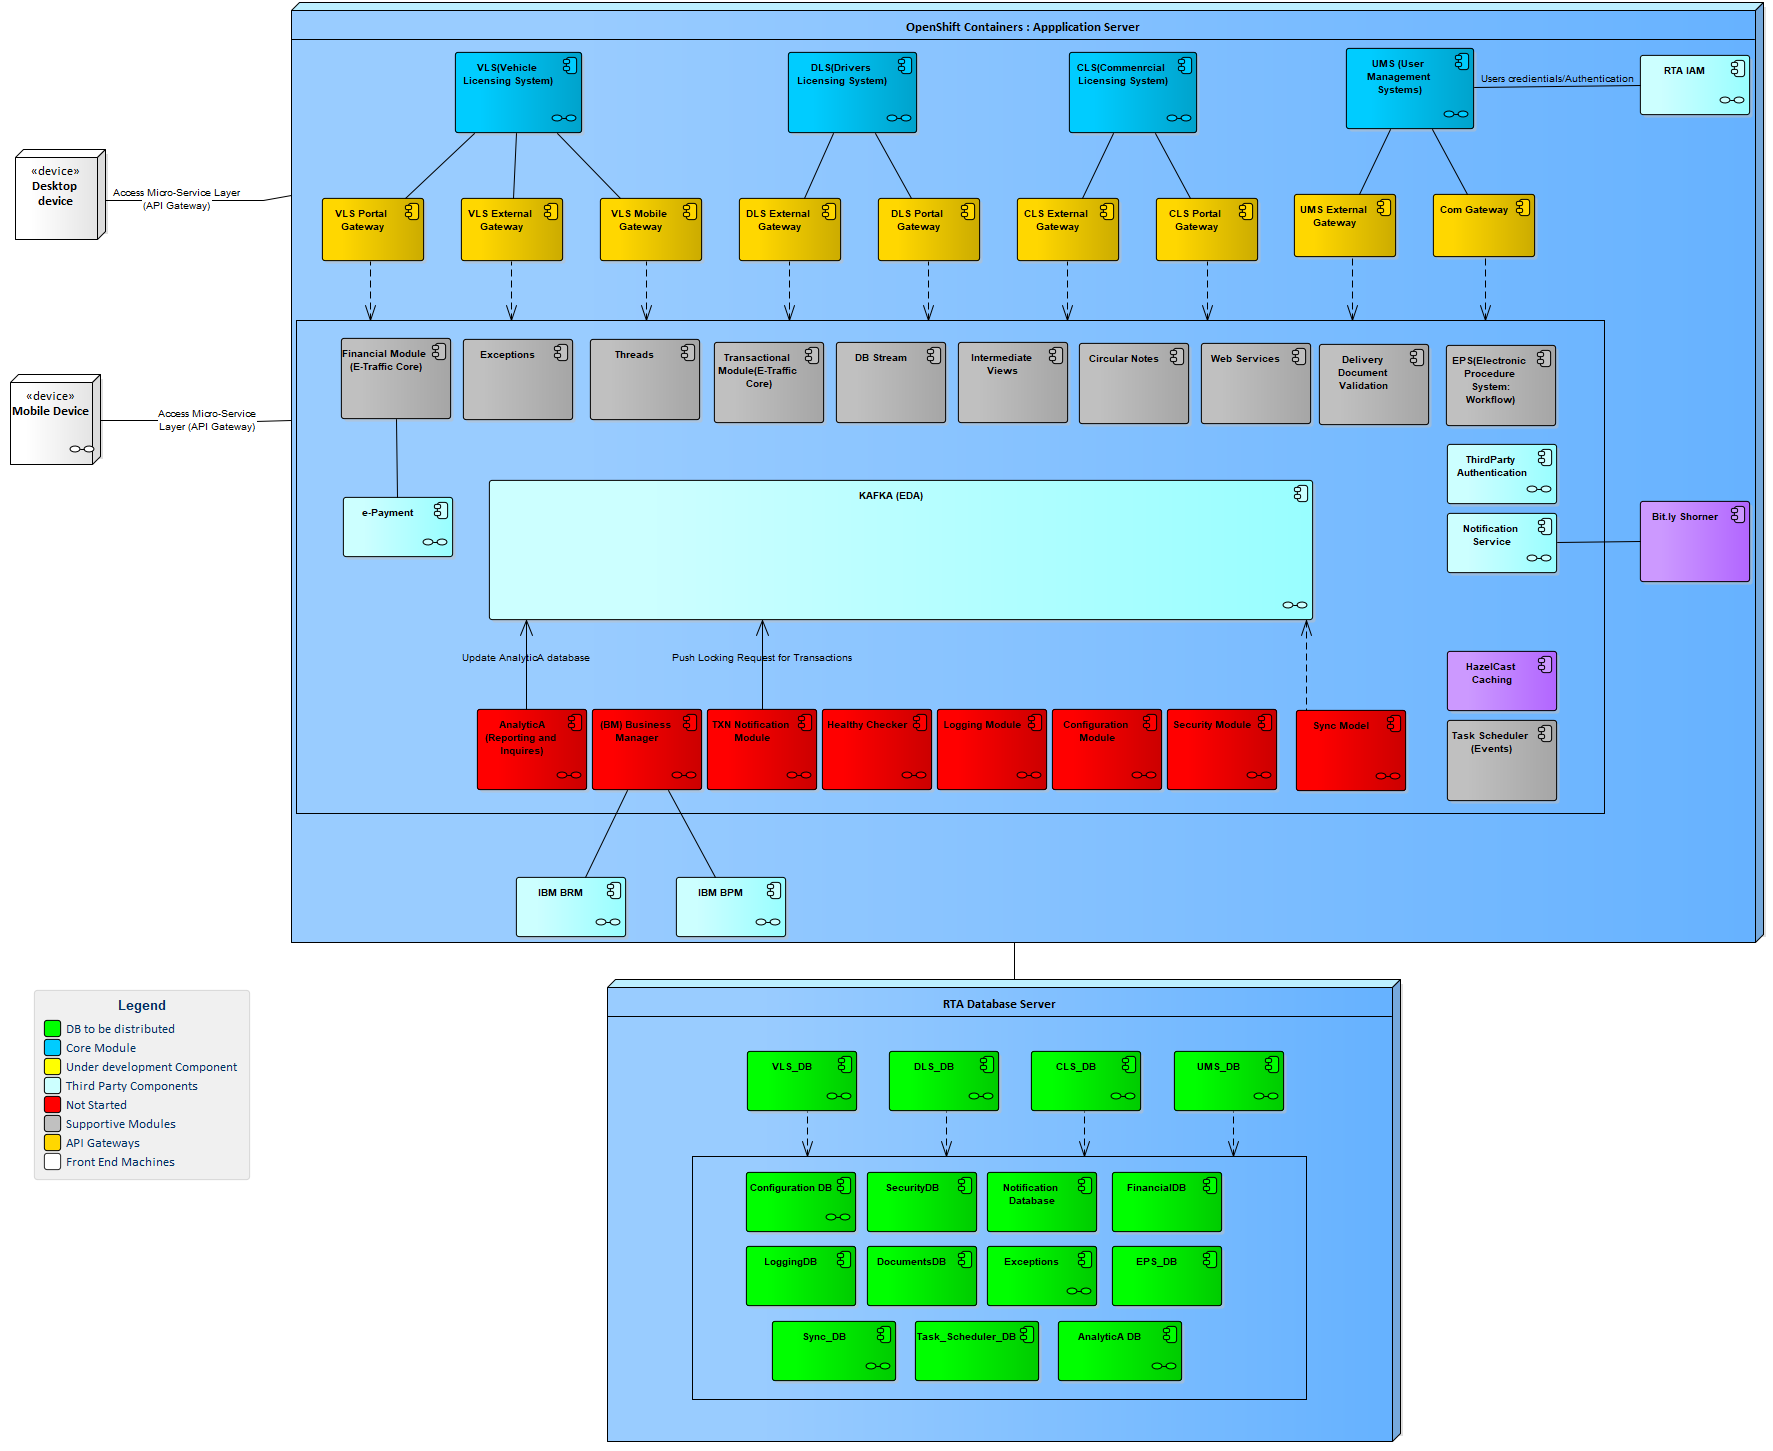 OpenShift Containers : Appplication Server
VLS(Vehicle
Licensing System)
DLS(Drivers
Licensing System)
CLS(Commenrcial
Licensing System)
UMS (User
Management
Systems)
Users credientials/Authentication
RTA IAM
«device»
Desktop
device
Access Micro-Service Layer
(API Gateway)
VLS Portal
Gateway
VLS External
Gateway
VLS Mobile
Gateway
DLS External
Gateway
DLS Portal
Gateway
CLS External
Gateway
CLS Portal
Gateway
UMS External
Gateway
Com Gateway
«device»
Mobile Device
Access Micro-Service
Layer (API Gateway)
Financial Module
(E-Traffic Core)
Exceptions
Threads
Transactional
Module(E-Traffic
Core)
DB Stream
Intermediate
Views
Circular Notes
Web Services
Delivery
Document
Validation
EPS(Electronic
Procedure
System:
Workflow)
ThirdParty
Authentication
e-Payment
KAFKA (EDA)
Notification
Service
Bit.ly Shorner
Update AnalyticA database
Push Locking Request for Transactions
HazelCast
Caching
AnalyticA
(Reporting and
Inquires)
(BM) Business
Manager
TXN Notification
Module
Healthy Checker
Logging Module
Configuration
Module
Security Module
Sync Model
Task Scheduler
(Events)
IBM BRM
IBM BPM
Legend
DB to be distributed
Core Module
Under development Component
Third Party Components
Not Started
Supportive Modules
API Gateways
Front End Machines
RTA Database Server
VLS_DB
DLS_DB
CLS_DB
UMS_DB
Configuration DB
SecurityDB
Notification
Database
FinancialDB
LoggingDB
DocumentsDB
Exceptions
EPS_DB
Sync_DB
Task_Scheduler_DB
AnalyticA DB